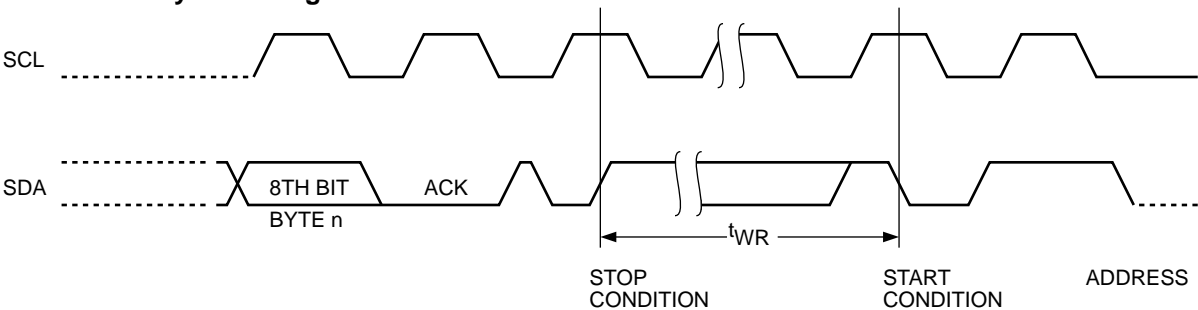 SCL
SDA
8TH BIT
ACK
BYTE n
tWR
STOP
CONDITION
START
CONDITION
ADDRESS